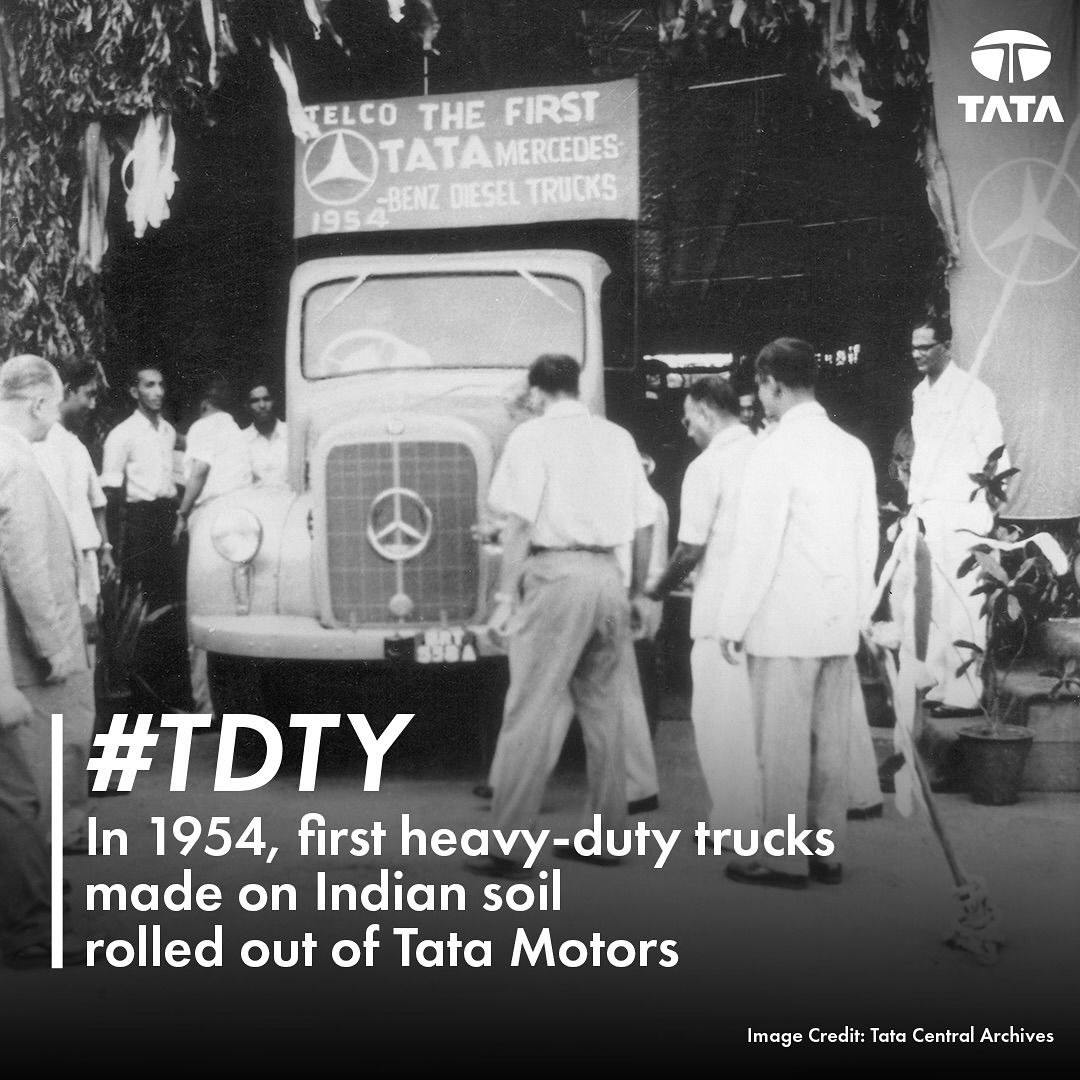 TATA
TELCO THE FIRST
TATA MERCEDES-
-BENZ DIESEL TRUCKS
1954
#TDTY
In 1954, first heavy-duty trucks
made on Indian soil
rolled out of Tata Motors
Image Credit: Tata Central Archives